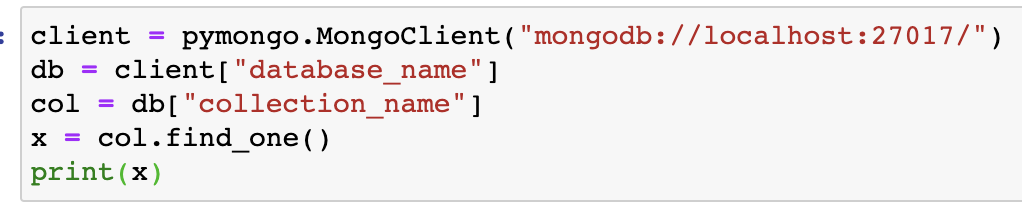 :
client = pymongo.MongoClient("mongodb://localhost:27017/")
db = client["database_name"]
col = db["collection_name"]
x = col.find_one()
print(x)